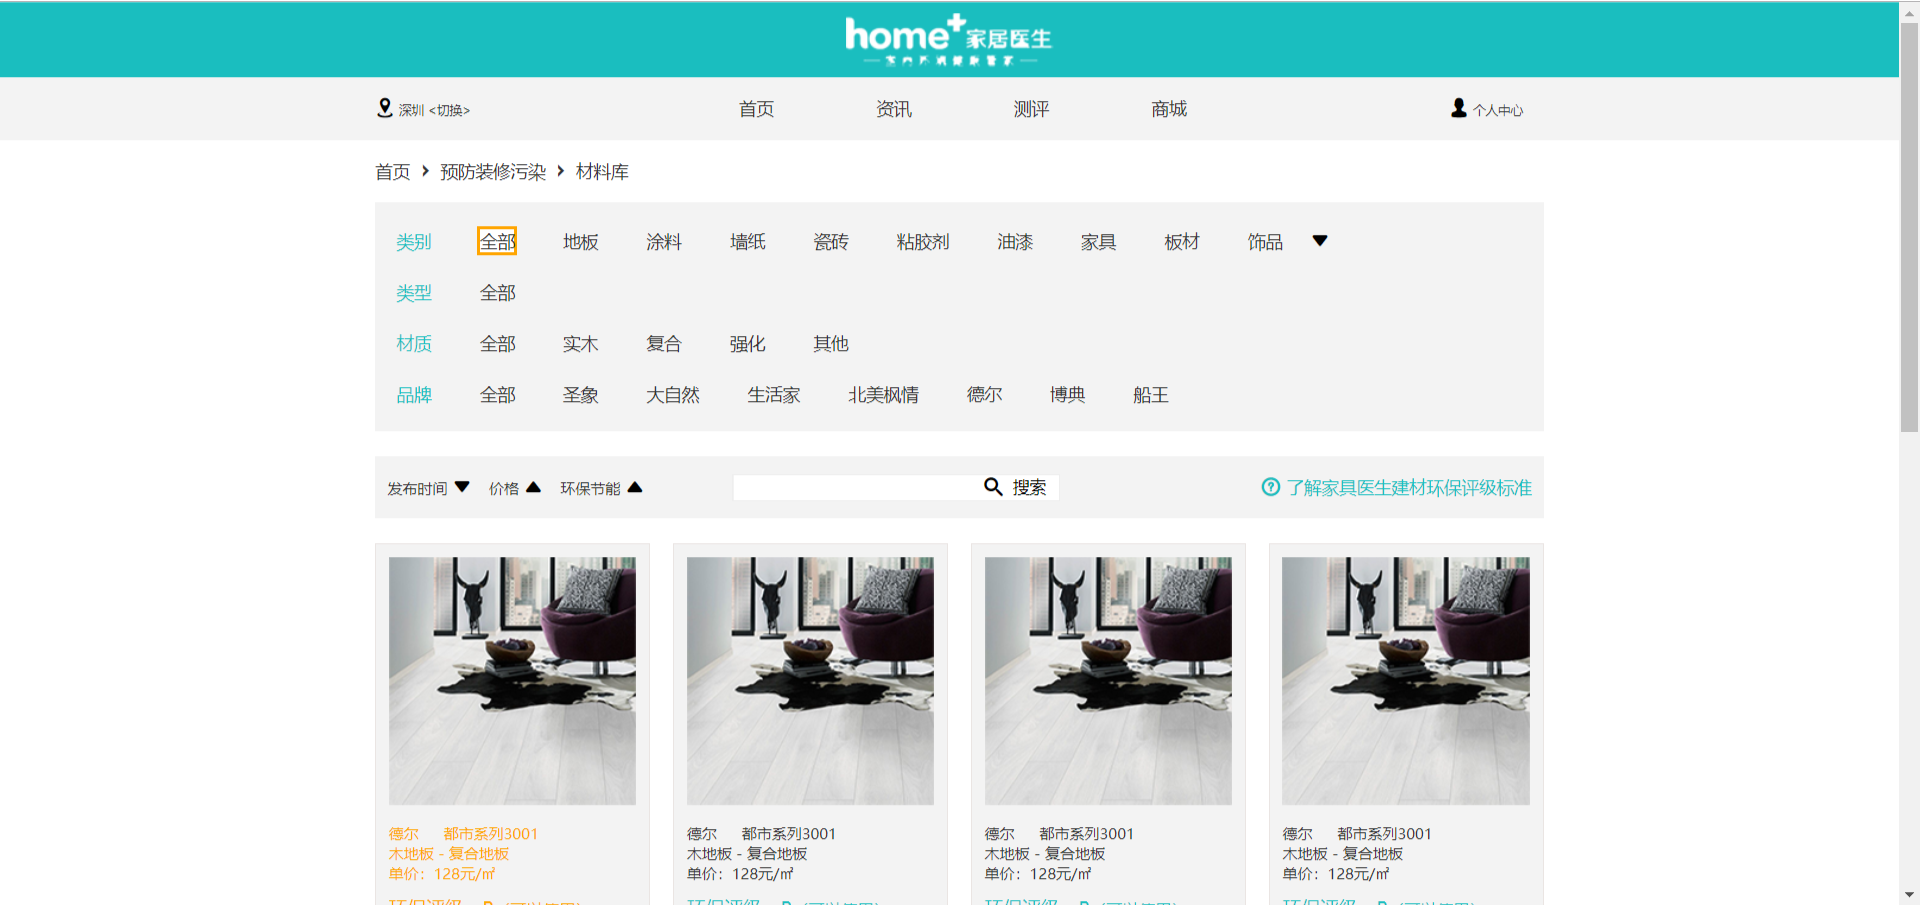 home+家居医生
深圳 <切换>
首页 资讯 测评 商城
个人中心
首页 > 预防装修污染 > 材料库
类别 全部 地板 涂料 墙纸 瓷砖 粘胶剂 油漆 家具 板材 饰品
类型 全部
材质 全部 实木 复合 强化 其他
品牌 全部 圣象 大自然 生活家 北美枫情 德尔 博典 船王
发布时间 价格 环保节能 搜索 了解家具医生建材环保评级标准
德尔 都市系列3001
木地板 - 复合地板
单价：128元/㎡
德尔 都市系列3001
木地板 - 复合地板
单价：128元/㎡
德尔 都市系列3001
木地板 - 复合地板
单价：128元/㎡
德尔 都市系列3001
木地板 - 复合地板
单价：128元/㎡